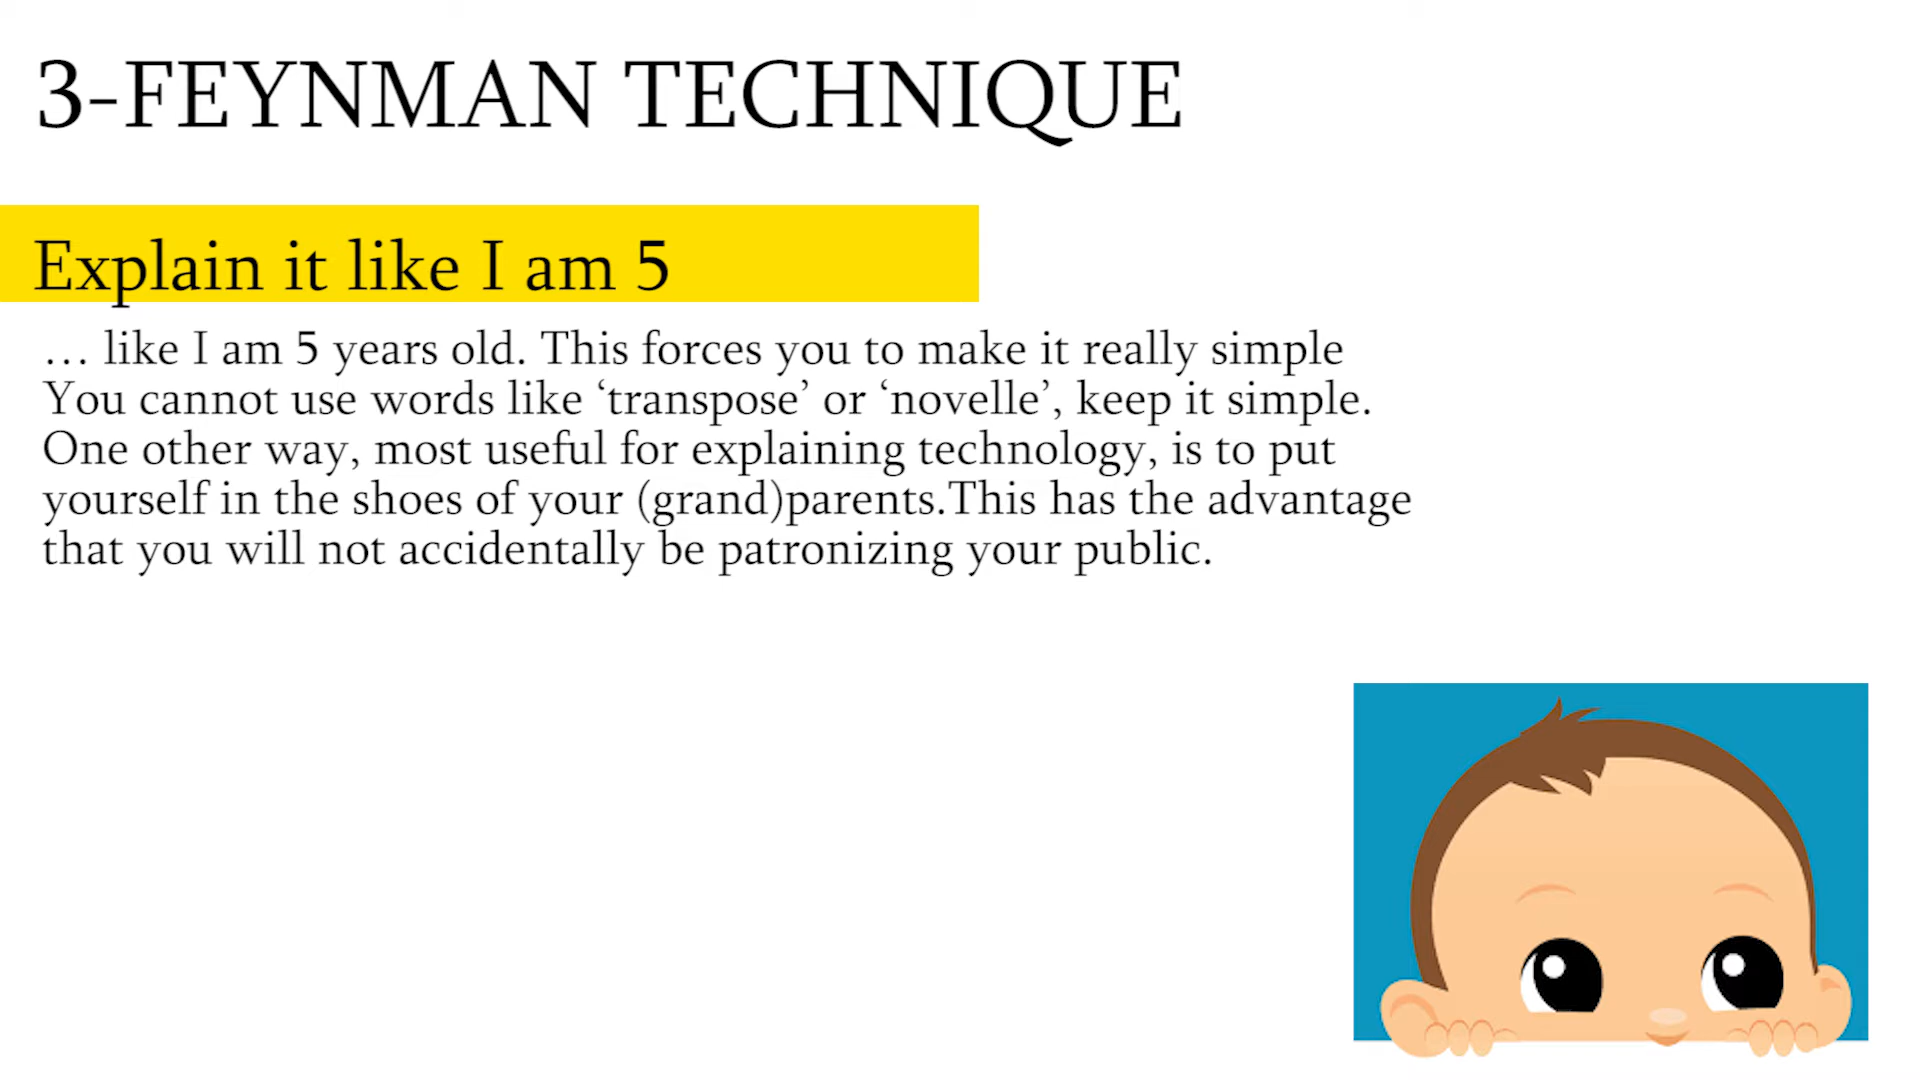 3-FEYNMAN TECHNIQUE
Explain it like I am 5
… like I am 5 years old. This forces you to make it really simple
You cannot use words like ‘transpose’ or ‘novelle’, keep it simple.
One other way, most useful for explaining technology, is to put
yourself in the shoes of your (grand)parents.This has the advantage
that you will not accidentally be patronizing your public.